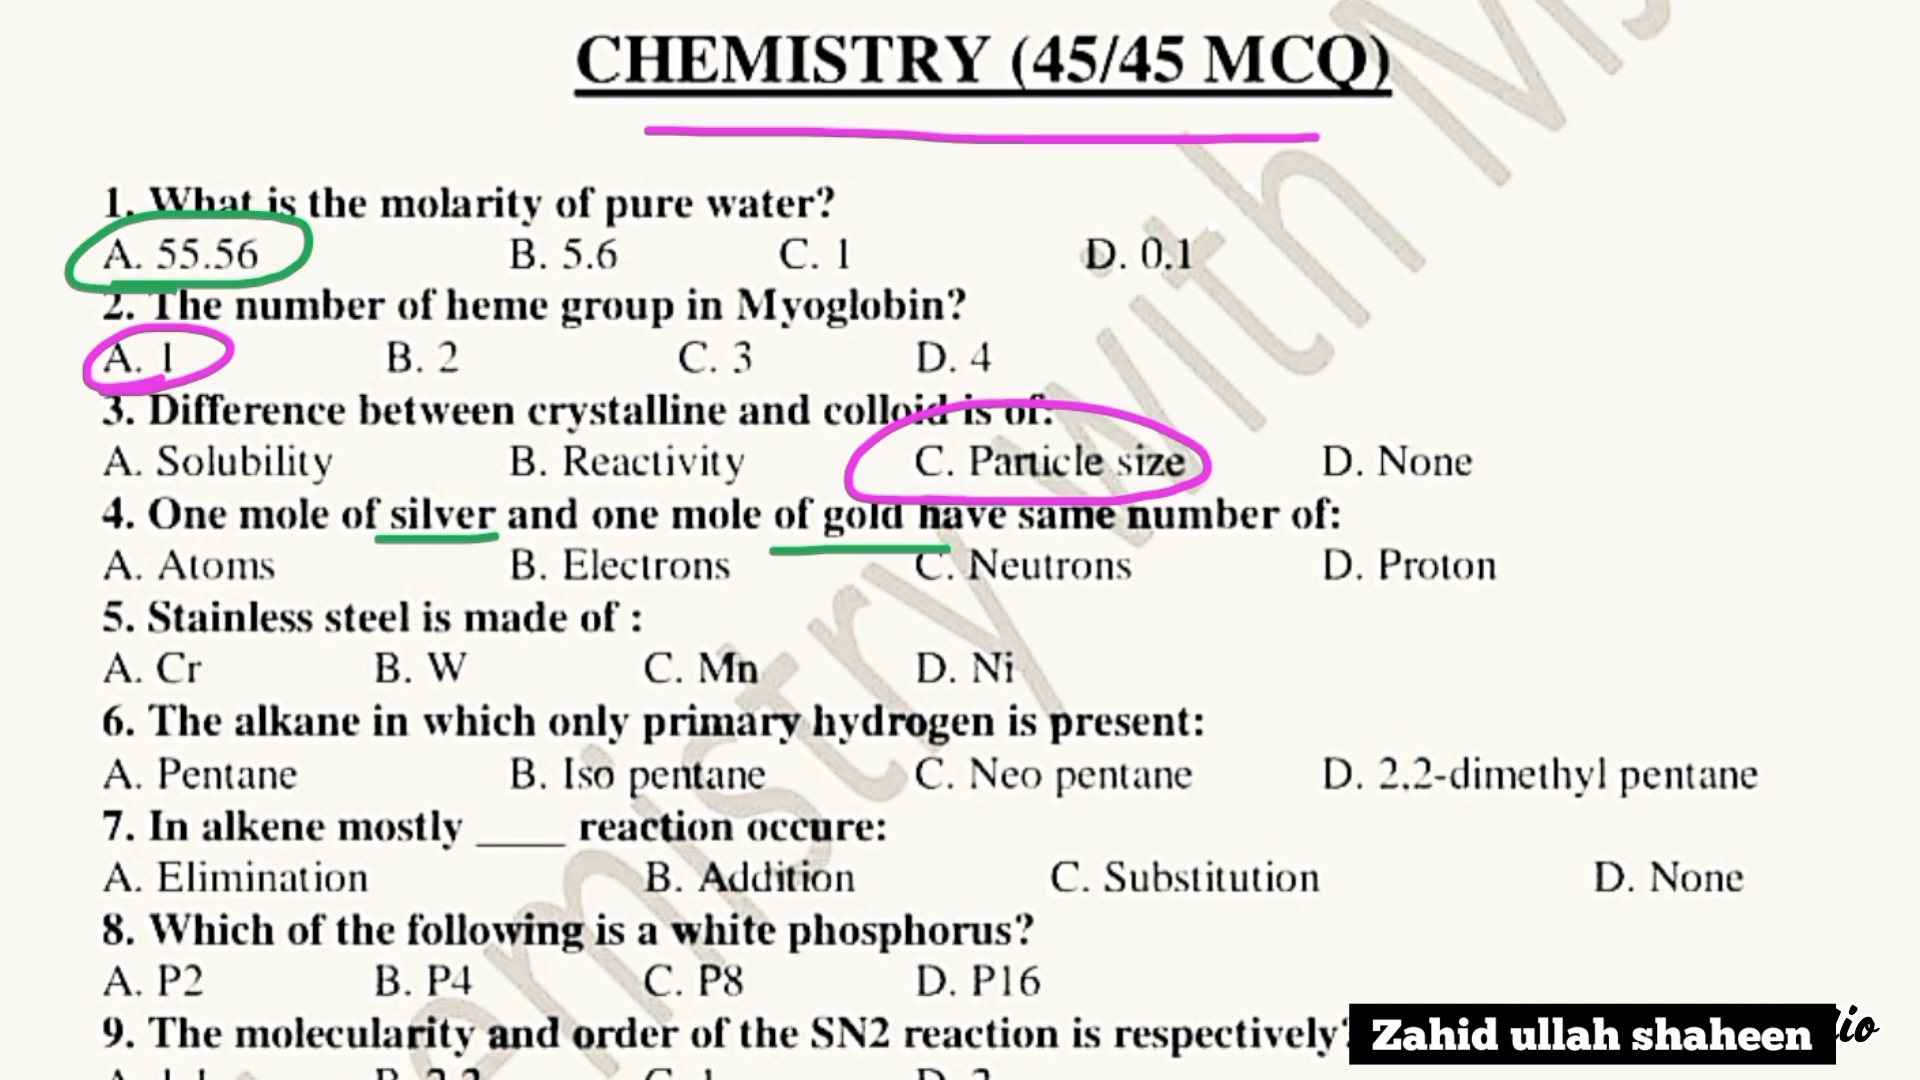 CHEMISTRY (45/45 MCQ)
1. What is the molarity of pure water?
A. 55.56 B. 5.6 C. 1 D. 0.1
2. The number of heme group in Myoglobin?
A. 1 B. 2 C. 3 D. 4
3. Difference between crystalline and colloid is of:
A. Solubility B. Reactivity C. Particle size D. None
4. One mole of silver and one mole of gold have same number of:
A. Atoms B. Electrons C. Neutrons D. Proton
5. Stainless steel is made of :
A. Cr B. W C. Mn D. Ni
6. The alkane in which only primary hydrogen is present:
A. Pentane B. Iso pentane C. Neo pentane D. 2,2-dimethyl pentane
7. In alkene mostly ____ reaction occure:
A. Elimination B. Addition C. Substitution D. None
8. Which of the following is a white phosphorus?
A. P2 B. P4 C. P8 D. P16
9. The molecularity and order of the SN2 reaction is respectively?
Zahid ullah shaheen